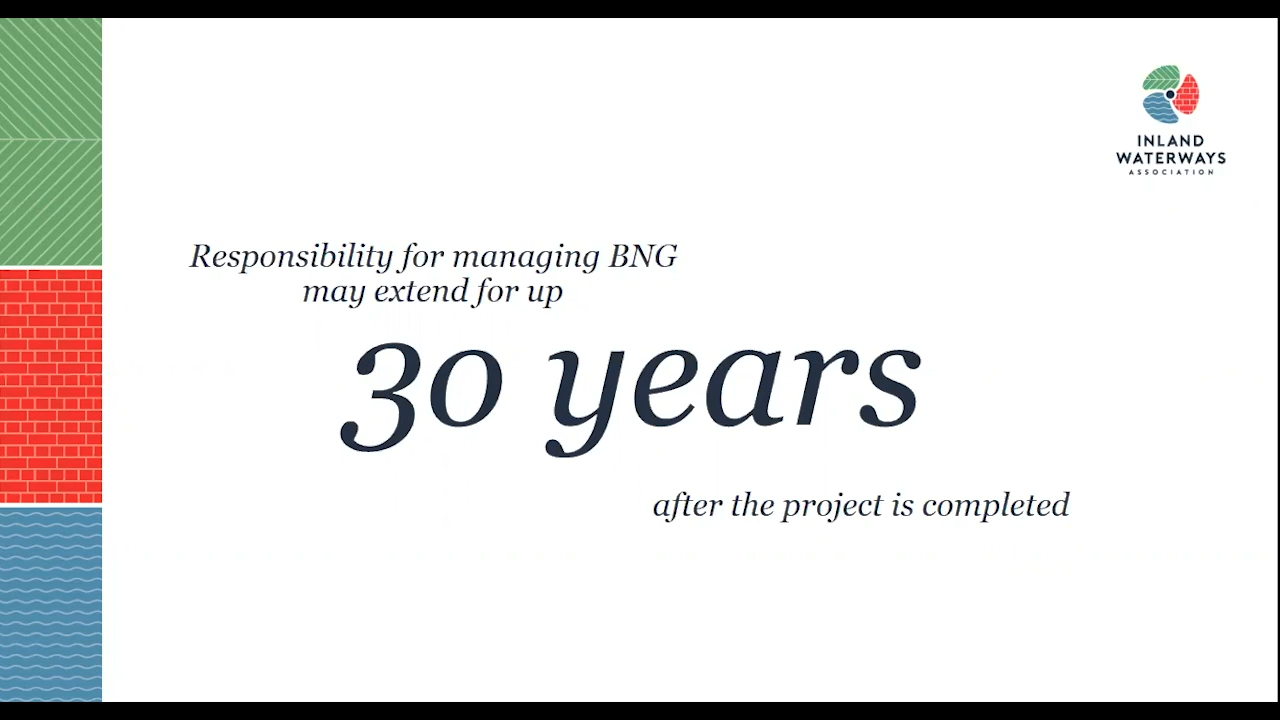 INLAND
WATERWAYS
ASSOCIATION
Responsibility for managing BNG
may extend for up
30 years
after the project is completed